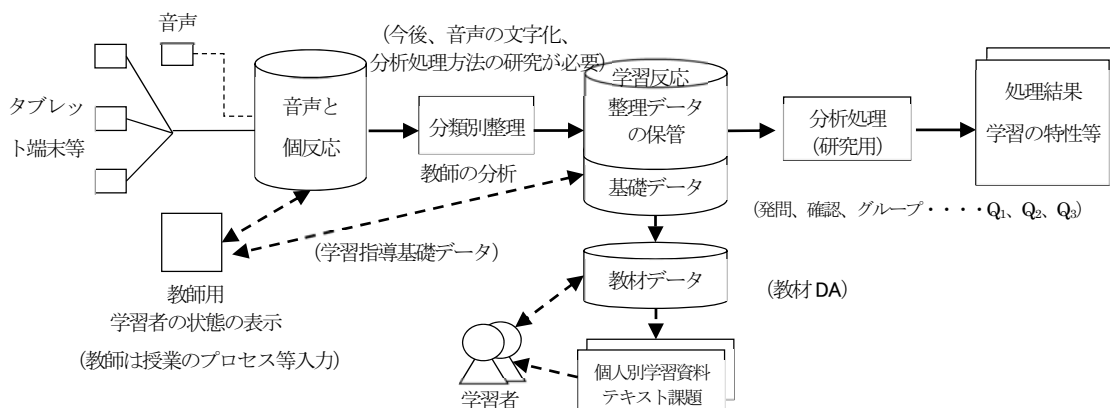 音声
(今後、音声の文字化、
分析処理方法の研究が必要)
タブレッ
ト端末等
音声と
個反応
分類別整理
教師の分析
学習反応
整理データ
の保管
基礎データ
分析処理
(研究用)
処理結果
学習の特性等
(発問、確認、グループ・・・・Q₁、Q₂、Q₃)
(学習指導基礎データ)
教師用
学習者の状態の表示
(教師は授業のプロセス等入力)
教材データ
(教材 DA)
学習者
個人別学習資料
テキスト課題